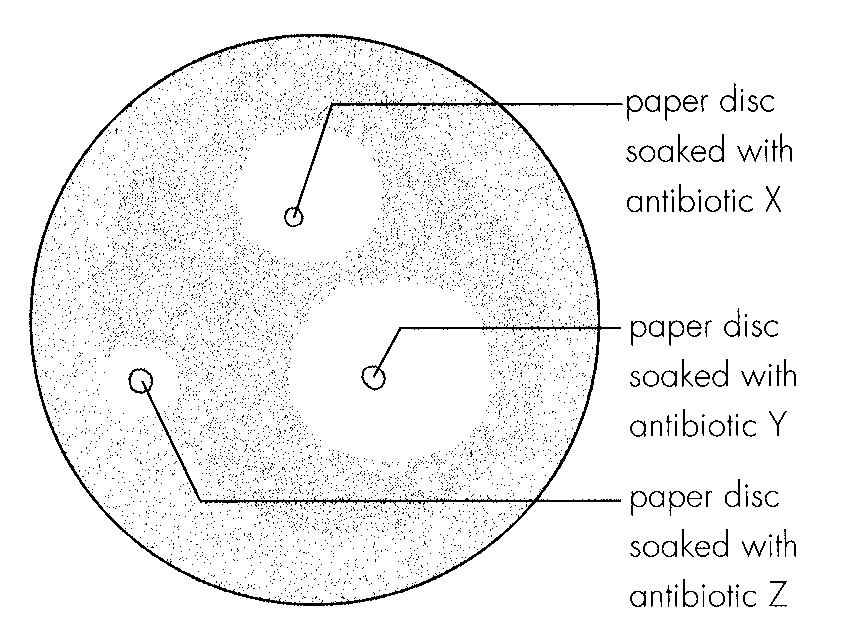 paper disc
soaked with
antibiotic X
paper disc
soaked with
antibiotic Y
paper disc
soaked with
antibiotic Z